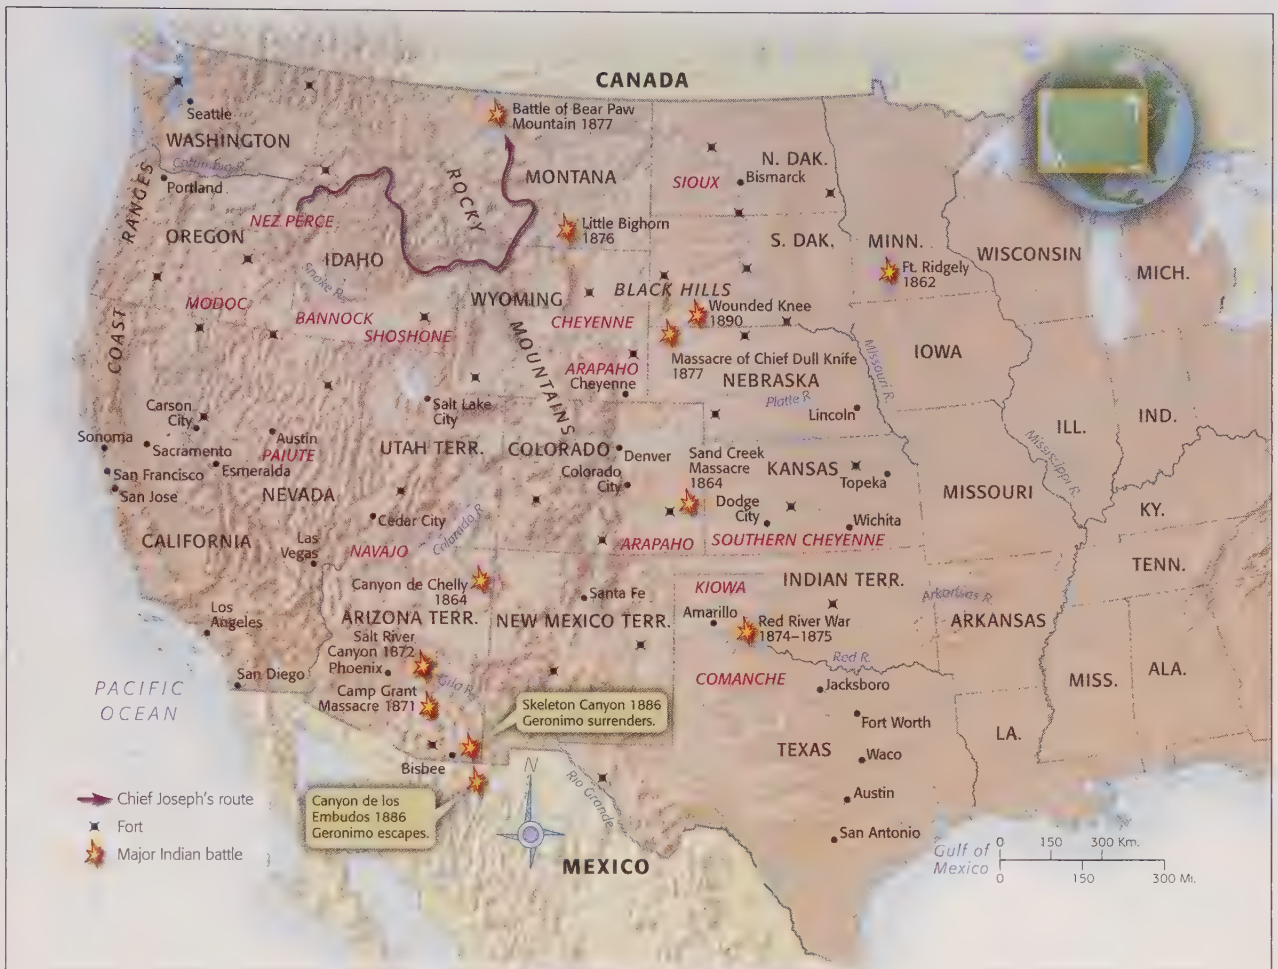 CANADA
Battle of Bear Paw
Mountain 1877
Seattle
WASHINGTON
Columbia R.
Portland
RANGES
COAST
ROCKY
MOUNTAINS
MONTANA
N. DAK.
SIOUX
Bismarck
NEZ PERCE
OREGON
IDAHO
Little Bighorn
1876
S. DAK.
MINN.
WISCONSIN
MICH.
Ft. Ridgely
1862
Snake R.
MODOC
BANNOCK
SHOSHONE
WYOMING
BLACK HILLS
CHEYENNE
Wounded Knee
1890
IOWA
ARAPAHO
Cheyenne
Massacre of Chief Dull Knife
1877
NEBRASKA
Missouri R.
Platte R.
Lincoln
Carson
City
Salt Lake
City
Sonoma
Sacramento
Austin
PAIUTE
Esmeralda
San Francisco
San Jose
NEVADA
UTAH TERR.
COLORADO
Denver
Colorado
City
Sand Creek
Massacre
1864
KANSAS
Topeka
Dodge
City
Wichita
ILL.
IND.
Mississippi R.
MISSOURI
KY.
CALIFORNIA
Las
Vegas
Cedar City
Colorado R.
NAVAJO
ARAPAHO
SOUTHERN CHEYENNE
TENN.
Canyon de Chelly
1864
Santa Fe
KIOWA
INDIAN TERR.
Arkansas R.
ARKANSAS
Los
Angeles
ARIZONA TERR.
NEW MEXICO TERR.
Amarillo
Red River War
1874–1875
Salt River
Canyon 1872
Phoenix
Red R.
San Diego
Gila R.
Camp Grant
Massacre 1871
COMANCHE
Jacksboro
MISS.
ALA.
PACIFIC
OCEAN
Skeleton Canyon 1886
Geronimo surrenders.
Fort Worth
LA.
TEXAS
Waco
Bisbee
N
Rio Grande
Austin
San Antonio
Canyon de los
Embudos 1886
Geronimo escapes.
MEXICO
Gulf of
Mexico
Chief Joseph's route
Fort
Major Indian battle
0 150 300 Km.
0 150 300 Mi.